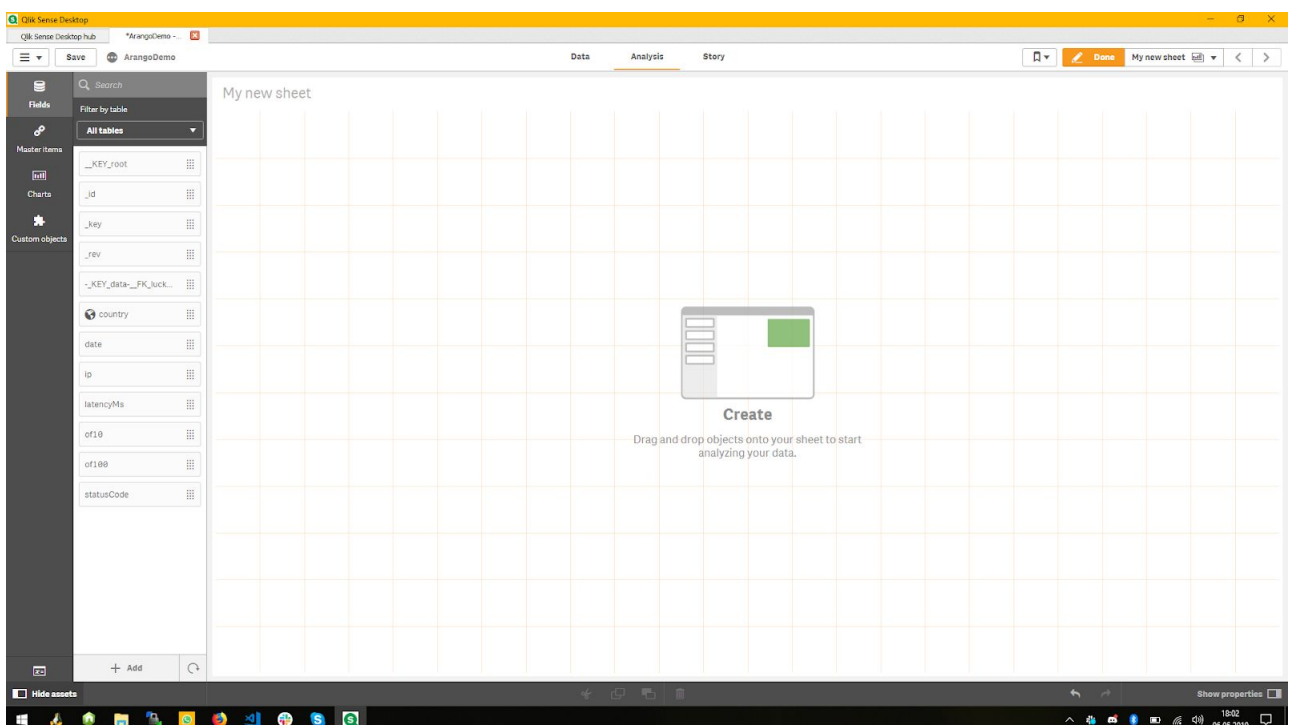 Qlik Sense Desktop
Qlik Sense Desktop hub
*ArangoDemo -...
Save
ArangoDemo
Data
Analysis
Story
Done
My new sheet
Fields
Master items
Charts
Custom objects
Search
Filter by table
All tables
__KEY_root
_id
_key
_rev
-_KEY_data-__FK_luck...
country
date
ip
latencyMs
of10
of100
statusCode
Add
My new sheet
Create
Drag and drop objects onto your sheet to start
analyzing your data.
Hide assets
Show properties
18:02